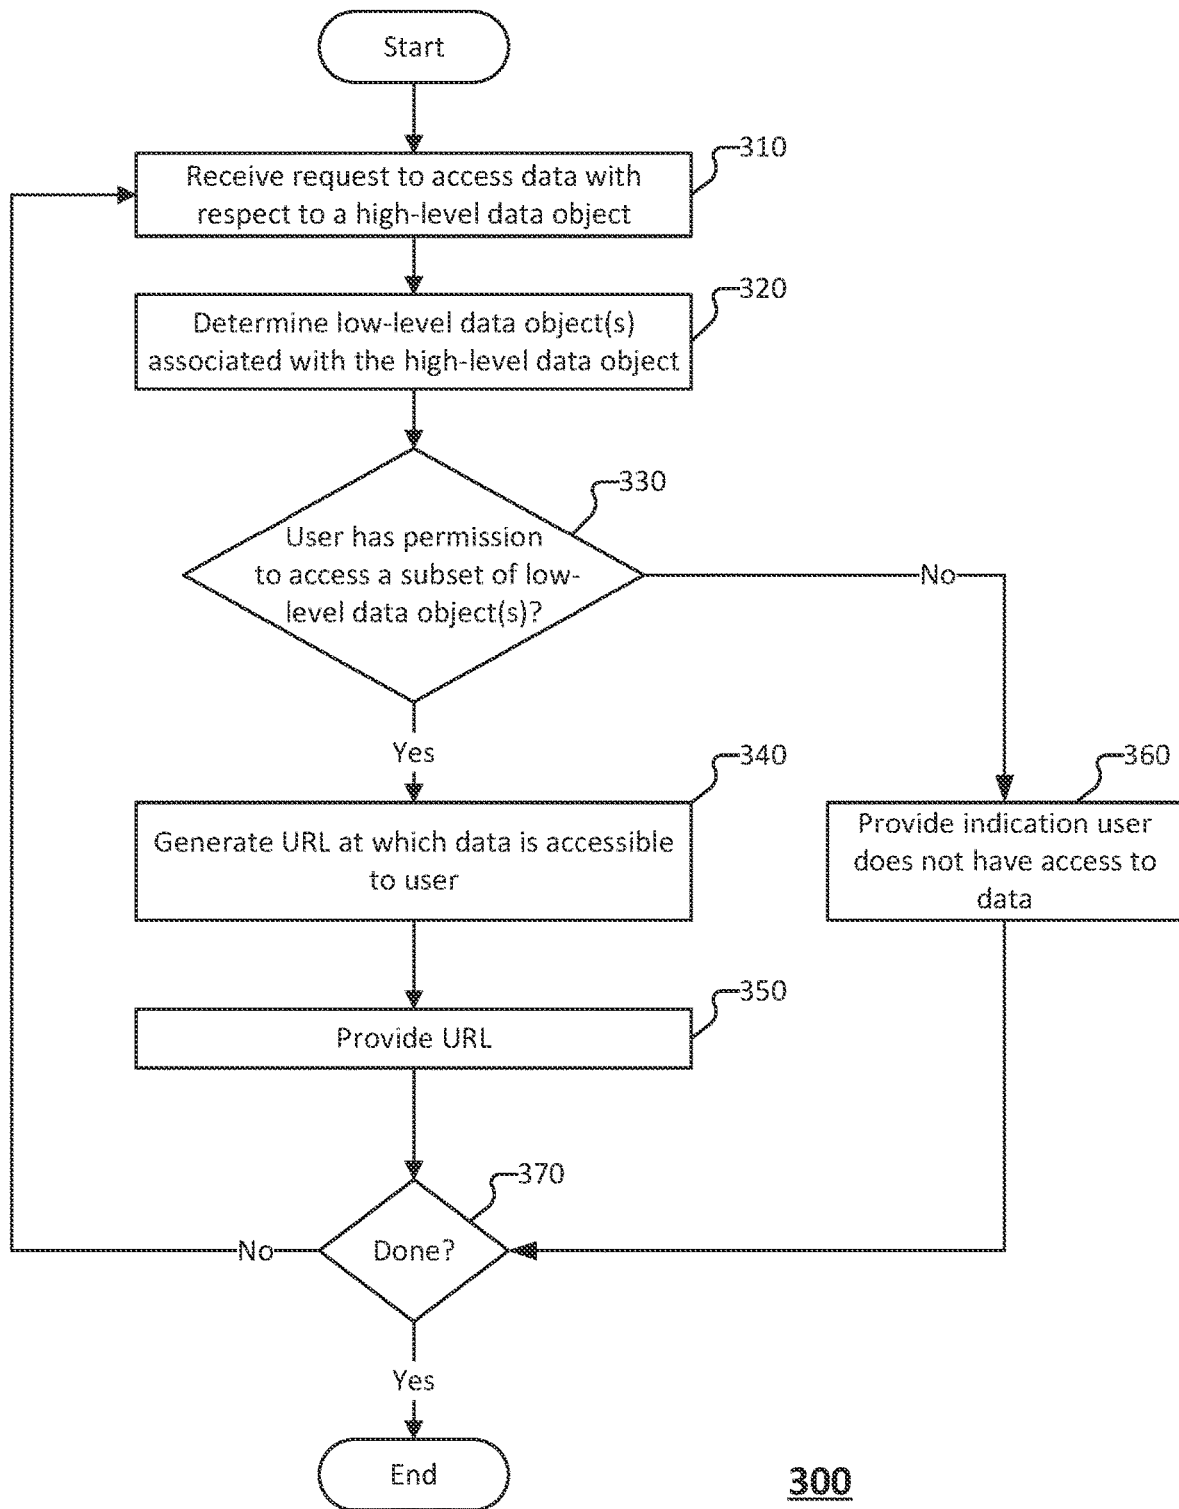 Start
310
Receive request to access data with
respect to a high-level data object
320
Determine low-level data object(s)
associated with the high-level data object
330
User has permission
to access a subset of low-
level data object(s)?
No
Yes
340
Generate URL at which data is accessible
to user
360
Provide indication user
does not have access to
data
350
Provide URL
370
Done?
No
Yes
End
300